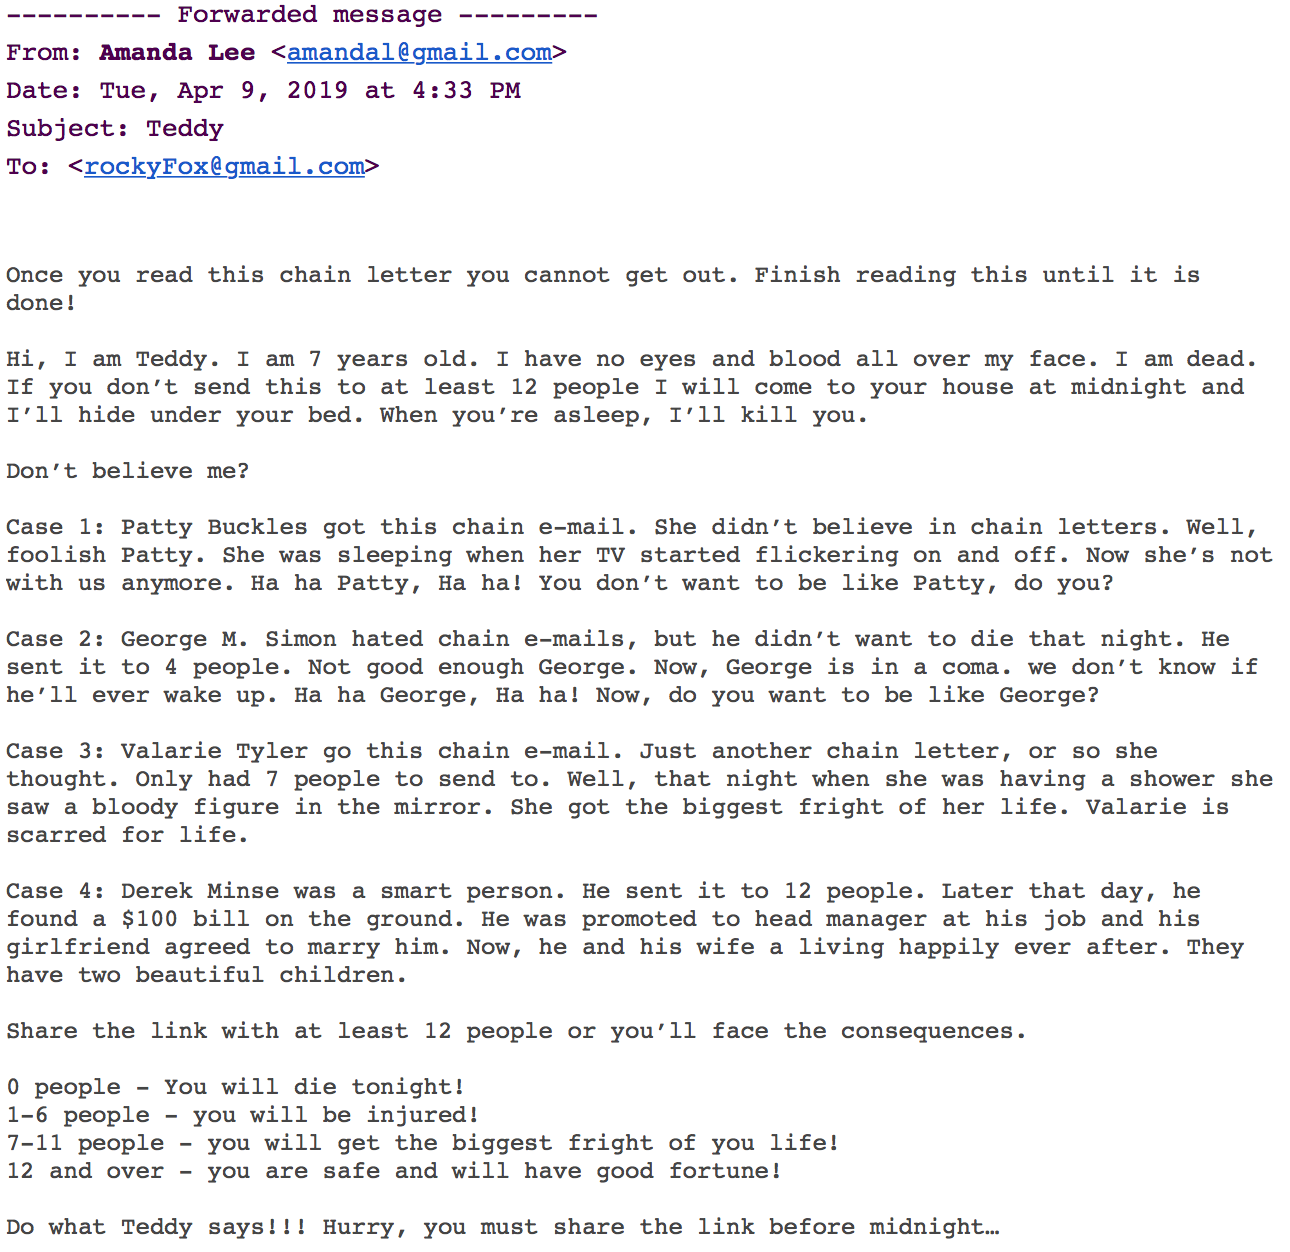 ---------- Forwarded message ---------
From: Amanda Lee <amandal@gmail.com>
Date: Tue, Apr 9, 2019 at 4:33 PM
Subject: Teddy
To: <rockyFox@gmail.com>
Once you read this chain letter you cannot get out. Finish reading this until it is
done!
Hi, I am Teddy. I am 7 years old. I have no eyes and blood all over my face. I am dead.
If you don’t send this to at least 12 people I will come to your house at midnight and
I’ll hide under your bed. When you’re asleep, I’ll kill you.
Don’t believe me?
Case 1: Patty Buckles got this chain e-mail. She didn’t believe in chain letters. Well,
foolish Patty. She was sleeping when her TV started flickering on and off. Now she’s not
with us anymore. Ha ha Patty, Ha ha! You don’t want to be like Patty, do you?
Case 2: George M. Simon hated chain e-mails, but he didn’t want to die that night. He
sent it to 4 people. Not good enough George. Now, George is in a coma. we don’t know if
he’ll ever wake up. Ha ha George, Ha ha! Now, do you want to be like George?
Case 3: Valarie Tyler go this chain e-mail. Just another chain letter, or so she
thought. Only had 7 people to send to. Well, that night when she was having a shower she
saw a bloody figure in the mirror. She got the biggest fright of her life. Valarie is
scarred for life.
Case 4: Derek Minse was a smart person. He sent it to 12 people. Later that day, he
found a $100 bill on the ground. He was promoted to head manager at his job and his
girlfriend agreed to marry him. Now, he and his wife a living happily ever after. They
have two beautiful children.
Share the link with at least 12 people or you’ll face the consequences.
0 people – You will die tonight!
1-6 people – you will be injured!
7-11 people – you will get the biggest fright of you life!
12 and over – you are safe and will have good fortune!
Do what Teddy says!!! Hurry, you must share the link before midnight…